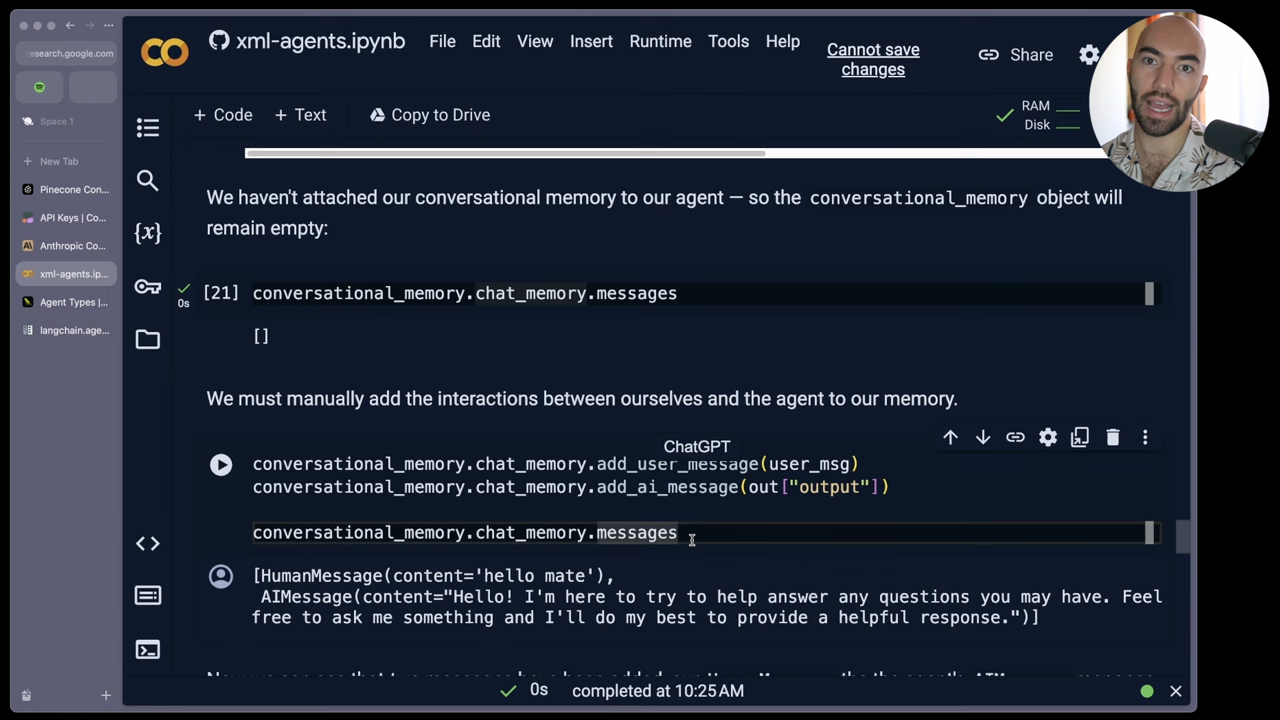 research.google.com
Space 1
New Tab
Pinecone Con...
API Keys | Co...
Anthropic Co...
xml-agents.ip...
Agent Types |...
langchain.age...
xml-agents.ipynb
File Edit View Insert Runtime Tools Help
Cannot save
changes
Share
+ Code + Text Copy to Drive
RAM
Disk
We haven't attached our conversational memory to our agent — so the conversational_memory object will
remain empty:
0s
[21] conversational_memory.chat_memory.messages
[]
We must manually add the interactions between ourselves and the agent to our memory.
ChatGPT
conversational_memory.chat_memory.add_user_message(user_msg)
conversational_memory.chat_memory.add_ai_message(out["output"])
conversational_memory.chat_memory.messages
[HumanMessage(content='hello mate'),
AIMessage(content="Hello! I'm here to try to help answer any questions you may have. Feel
free to ask me something and I'll do my best to provide a helpful response.")]
0s completed at 10:25 AM